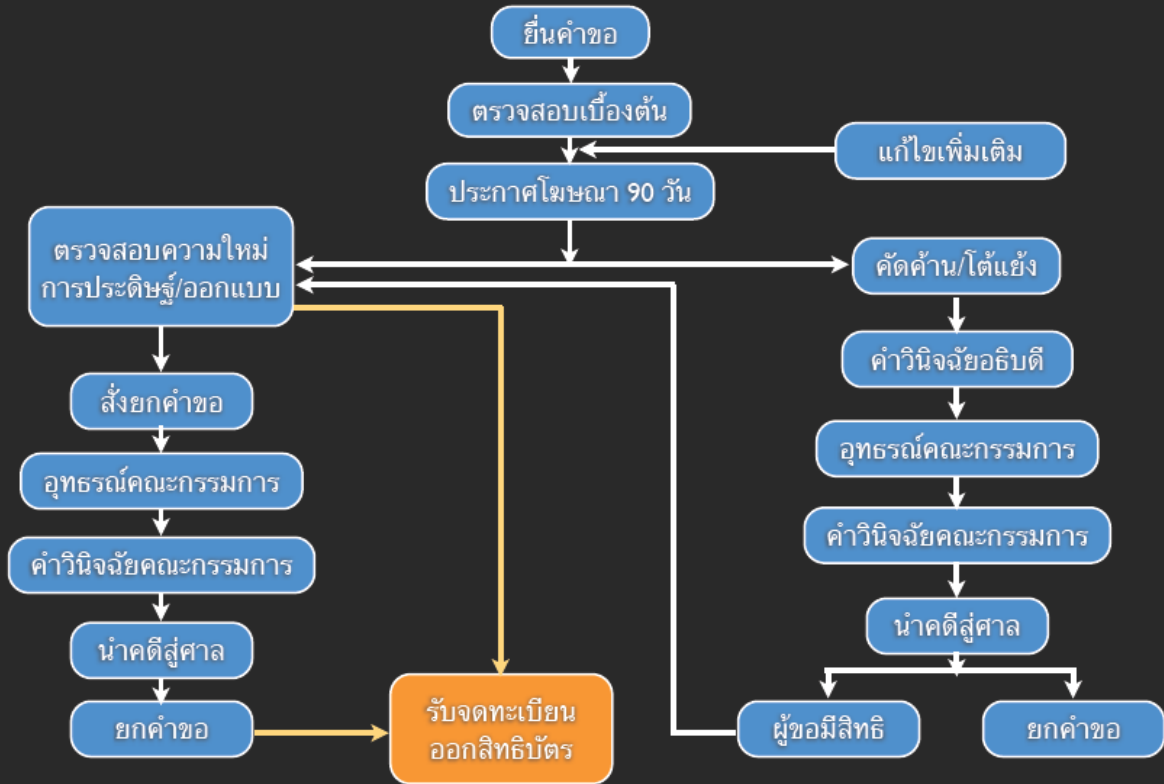 ยื่นคำขอ
ตรวจสอบเบื้องต้น
แก้ไขเพิ่มเติม
ประกาศโฆษณา 90 วัน
ตรวจสอบความใหม่
การประดิษฐ์/ออกแบบ
คัดค้าน/โต้แย้ง
คำวินิจฉัยอธิบดี
สั่งยกคำขอ
อุทธรณ์คณะกรรมการ
อุทธรณ์คณะกรรมการ
คำวินิจฉัยคณะกรรมการ
คำวินิจฉัยคณะกรรมการ
นำคดีสู่ศาล
นำคดีสู่ศาล
ยกคำขอ
รับจดทะเบียน
ออกสิทธิบัตร
ผู้ขอมีสิทธิ
ยกคำขอ